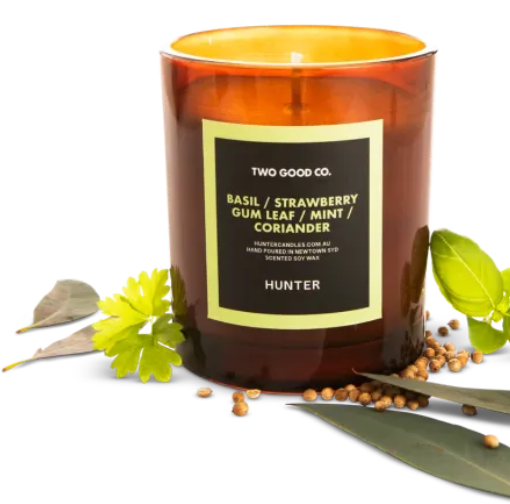 TWO GOOD CO.
BASIL / STRAWBERRY
GUM LEAF / MINT /
CORIANDER
HUNTERCANDLES.COM.AU
HAND POURED IN NEWTOWN SYD
SCENTED SOY WAX
HUNTER